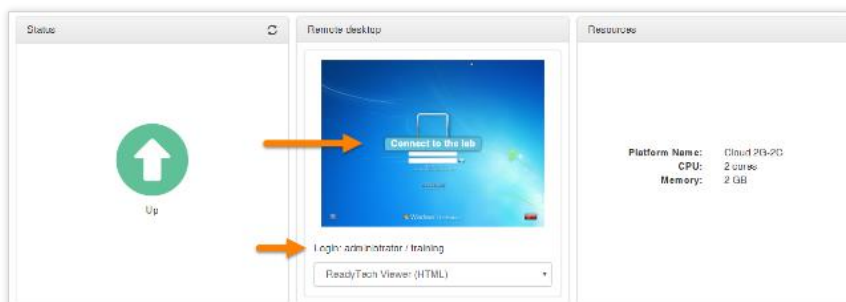 Status
Remote desktop
Resources
Connect to the lab
Platform Name: Cloud 2G-2C
CPU: 2 cores
Memory: 2 GB
Up
Windows
Login: administrator / training
ReadyTech Viewer (HTML)